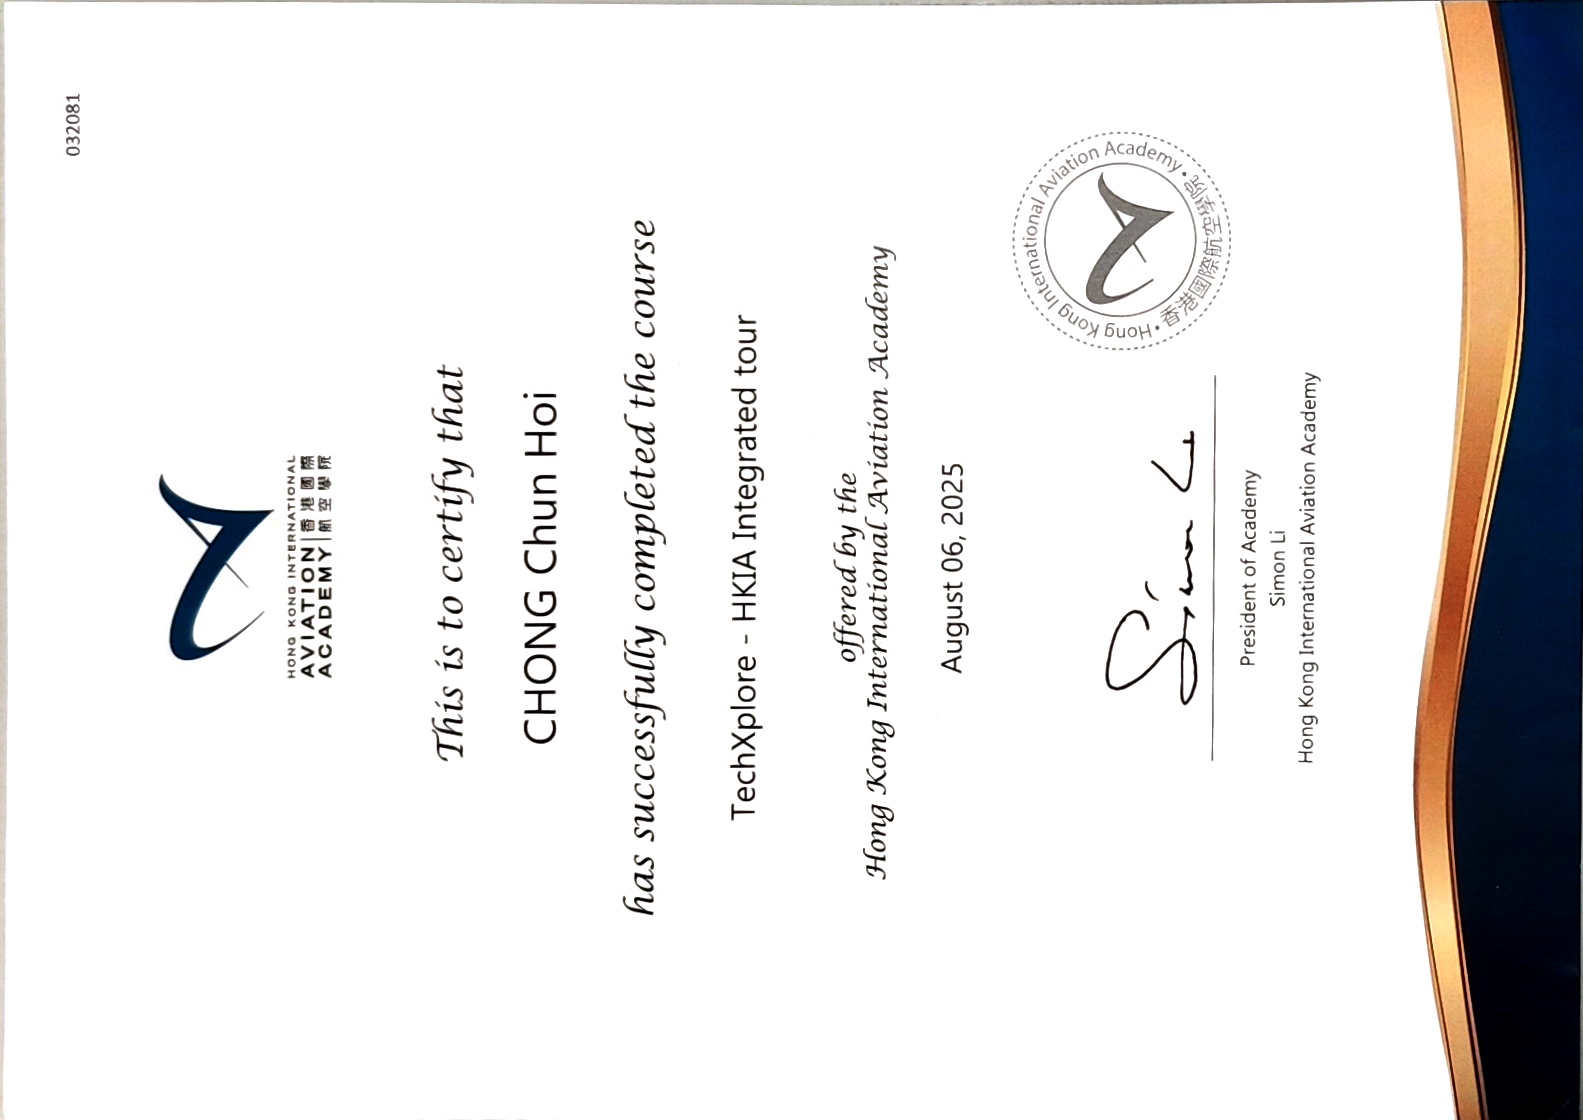 032081
HONG KONG INTERNATIONAL
AVIATION 香港國際
ACADEMY 航空學院
This is to certify that
CHONG Chun Hoi
has successfully completed the course
TechXplore - HKIA Integrated tour
offered by the
Hong Kong International Aviation Academy
August 06, 2025
Simon Li
• Hong Kong International Aviation Academy •
香港國際航空學院
President of Academy
Simon Li
Hong Kong International Aviation Academy